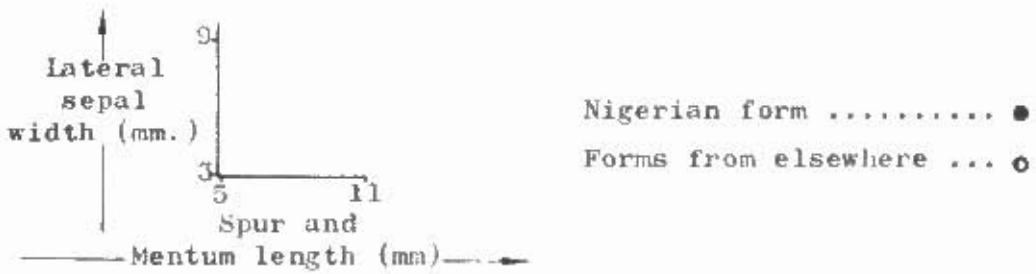 9
Lateral
sepal
width (mm.)
3
5 11
Spur and
Mentum length (mm)
Nigerian form ..........
Forms from elsewhere ...